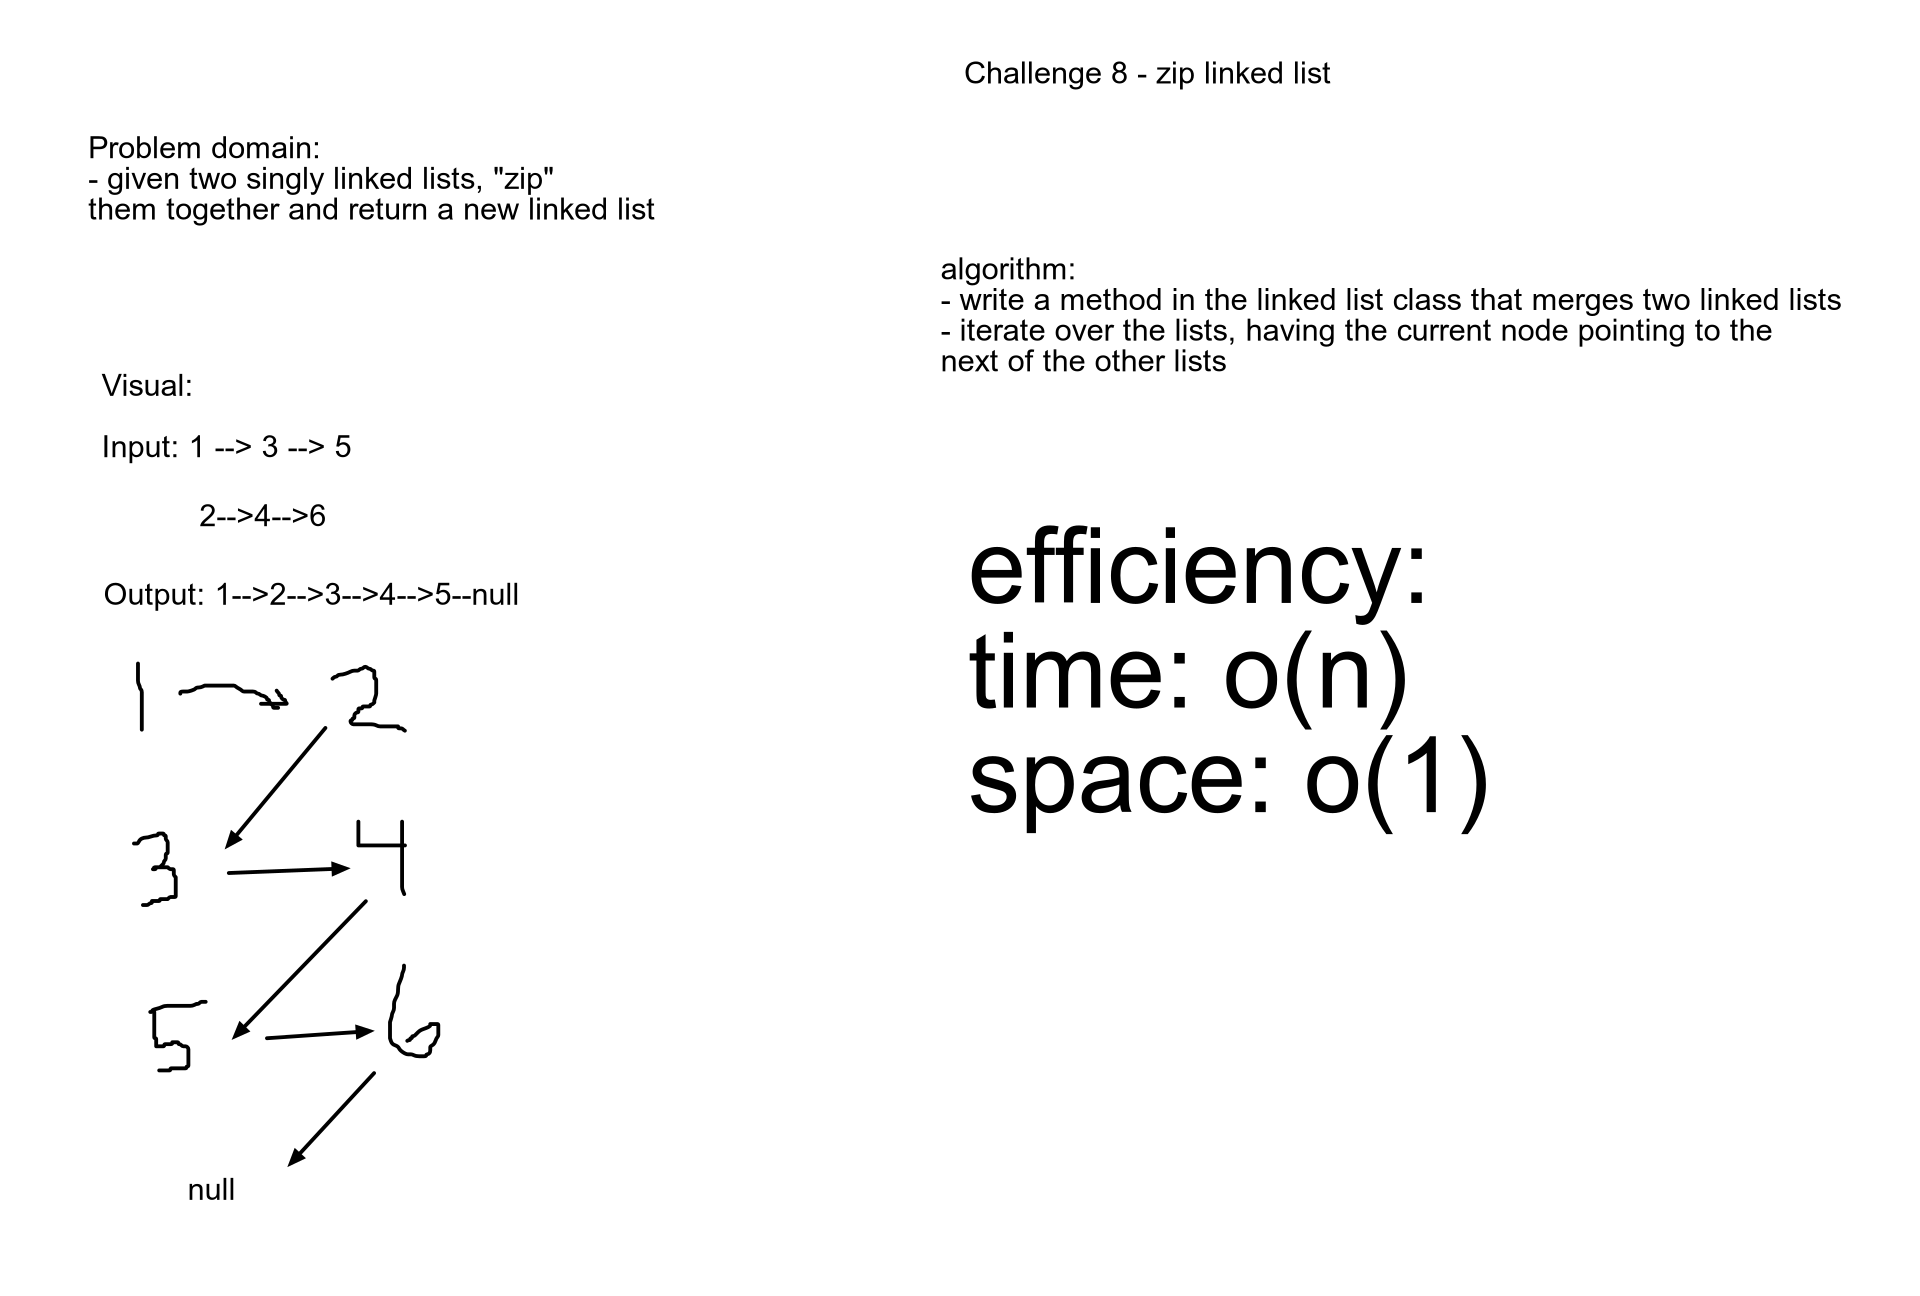 Challenge 8 - zip linked list
Problem domain:
- given two singly linked lists, "zip"
them together and return a new linked list
algorithm:
- write a method in the linked list class that merges two linked lists
- iterate over the lists, having the current node pointing to the
next of the other lists
Visual:
Input: 1 --> 3 --> 5
2-->4-->6
Output: 1-->2-->3-->4-->5--null
efficiency:
time: o(n)
space: o(1)
1 2
3 4
5 6
null